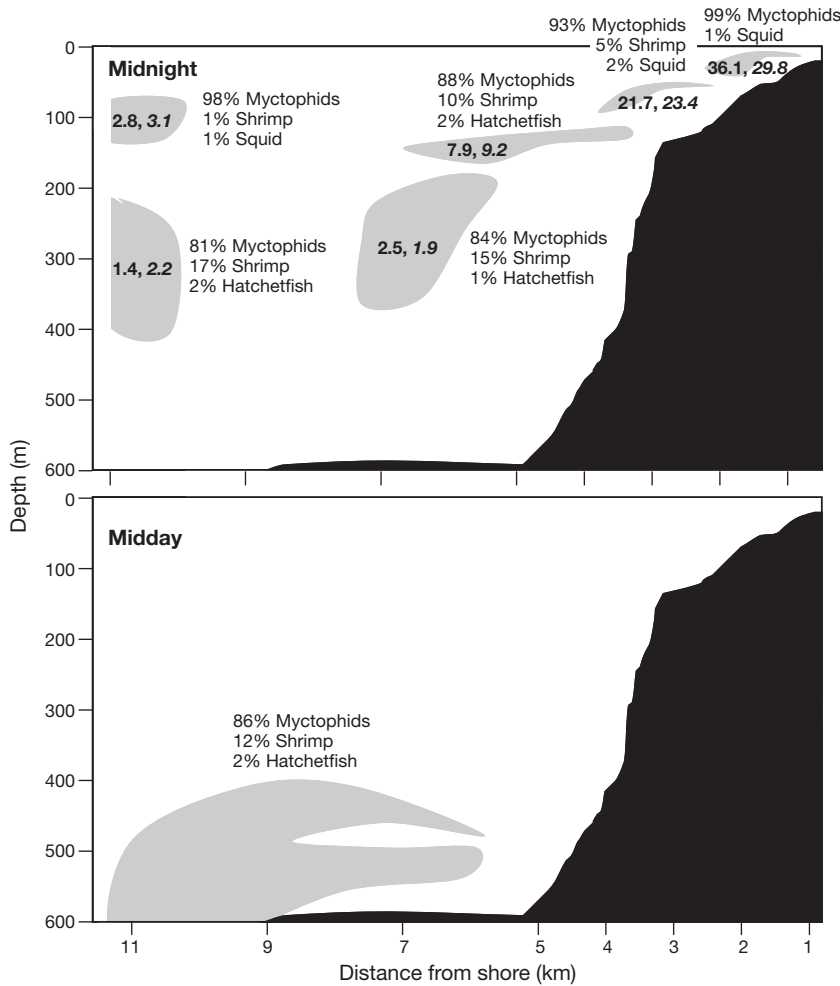 93% Myctophids
5% Shrimp
2% Squid
99% Myctophids
1% Squid
0
Midnight
36.1, 29.8
88% Myctophids
10% Shrimp
2% Hatchetfish
21.7, 23.4
98% Myctophids
1% Shrimp
1% Squid
100
2.8, 3.1
7.9, 9.2
200
81% Myctophids
17% Shrimp
2% Hatchetfish
84% Myctophids
15% Shrimp
1% Hatchetfish
2.5, 1.9
1.4, 2.2
300
400
500
600
Depth (m)
0
Midday
100
200
300
86% Myctophids
12% Shrimp
2% Hatchetfish
400
500
600
11 9 7 5 4 3 2 1
Distance from shore (km)